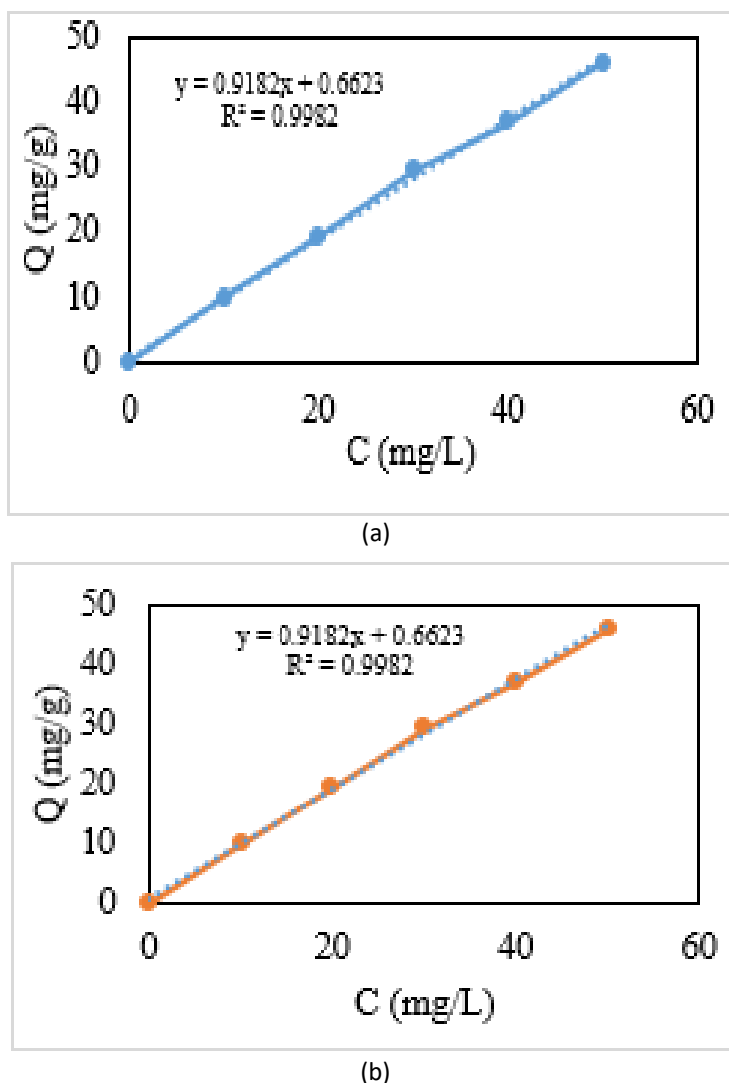 50
y = 0.9182x + 0.6623
R² = 0.9982
40
30
20
10
0
Q (mg/g)
0 20 40 60
C (mg/L)
(a)
50
y = 0.9182x + 0.6623
R² = 0.9982
40
30
20
10
0
Q (mg/g)
0 20 40 60
C (mg/L)
(b)